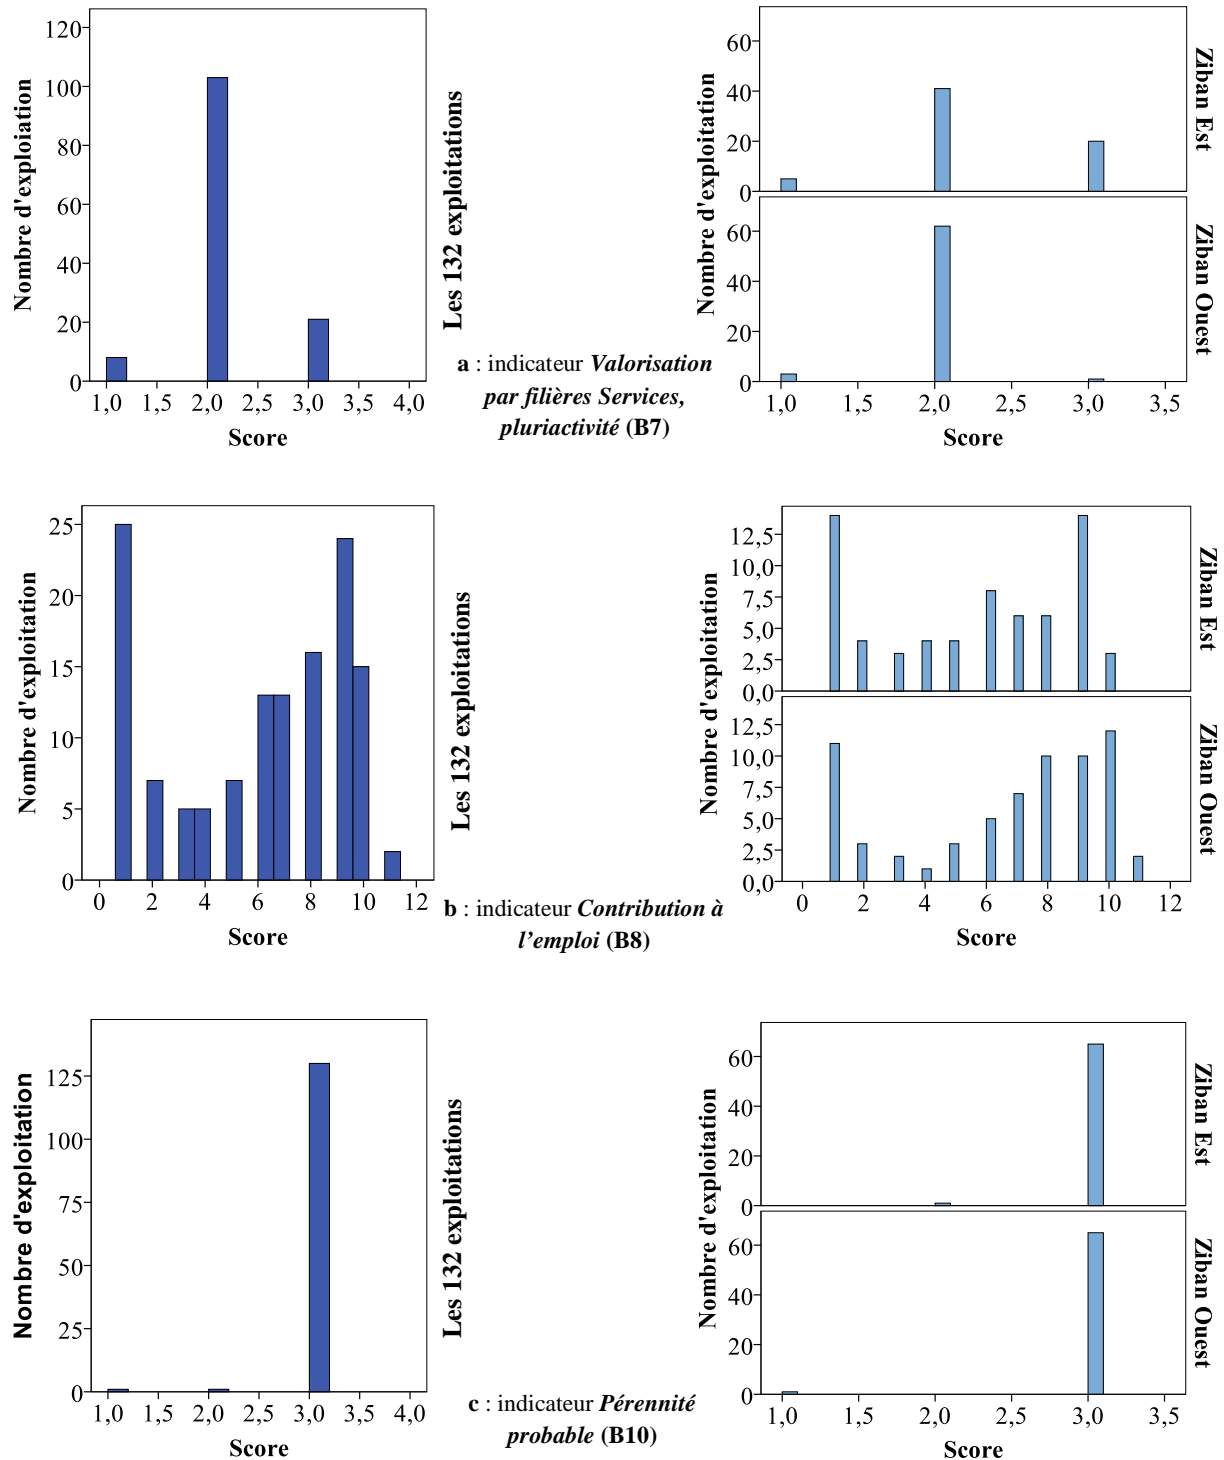 120
100
80
60
40
20
0
1,0 1,5 2,0 2,5 3,0 3,5 4,0
Score
Nombre d'exploiation
Les 132 exploitations
a : indicateur Valorisation
par filières Services,
pluriactivité (B7)
60
40
20
0
60
40
20
0
1,0 1,5 2,0 2,5 3,0 3,5
Score
Nombre d'exploitation
Ziban Est
Ziban Ouest
25
20
15
10
5
0
0 2 4 6 8 10 12
Score
Nombre d'exploitation
Les 132 exploitations
b : indicateur Contribution à
l'emploi (B8)
12,5
10,0
7,5
5,0
2,5
0,0
12,5
10,0
7,5
5,0
2,5
0,0
0 2 4 6 8 10 12
Score
Nombre d'exploitation
Ziban Est
Ziban Ouest
125
100
75
50
25
0
1,0 1,5 2,0 2,5 3,0 3,5 4,0
Score
Nombre d'exploitation
Les 132 exploitations
c : indicateur Pérennité
probable (B10)
60
40
20
0
60
40
20
0
1,0 1,5 2,0 2,5 3,0 3,5
Score
Nombre d'exploitation
Ziban Est
Ziban Ouest